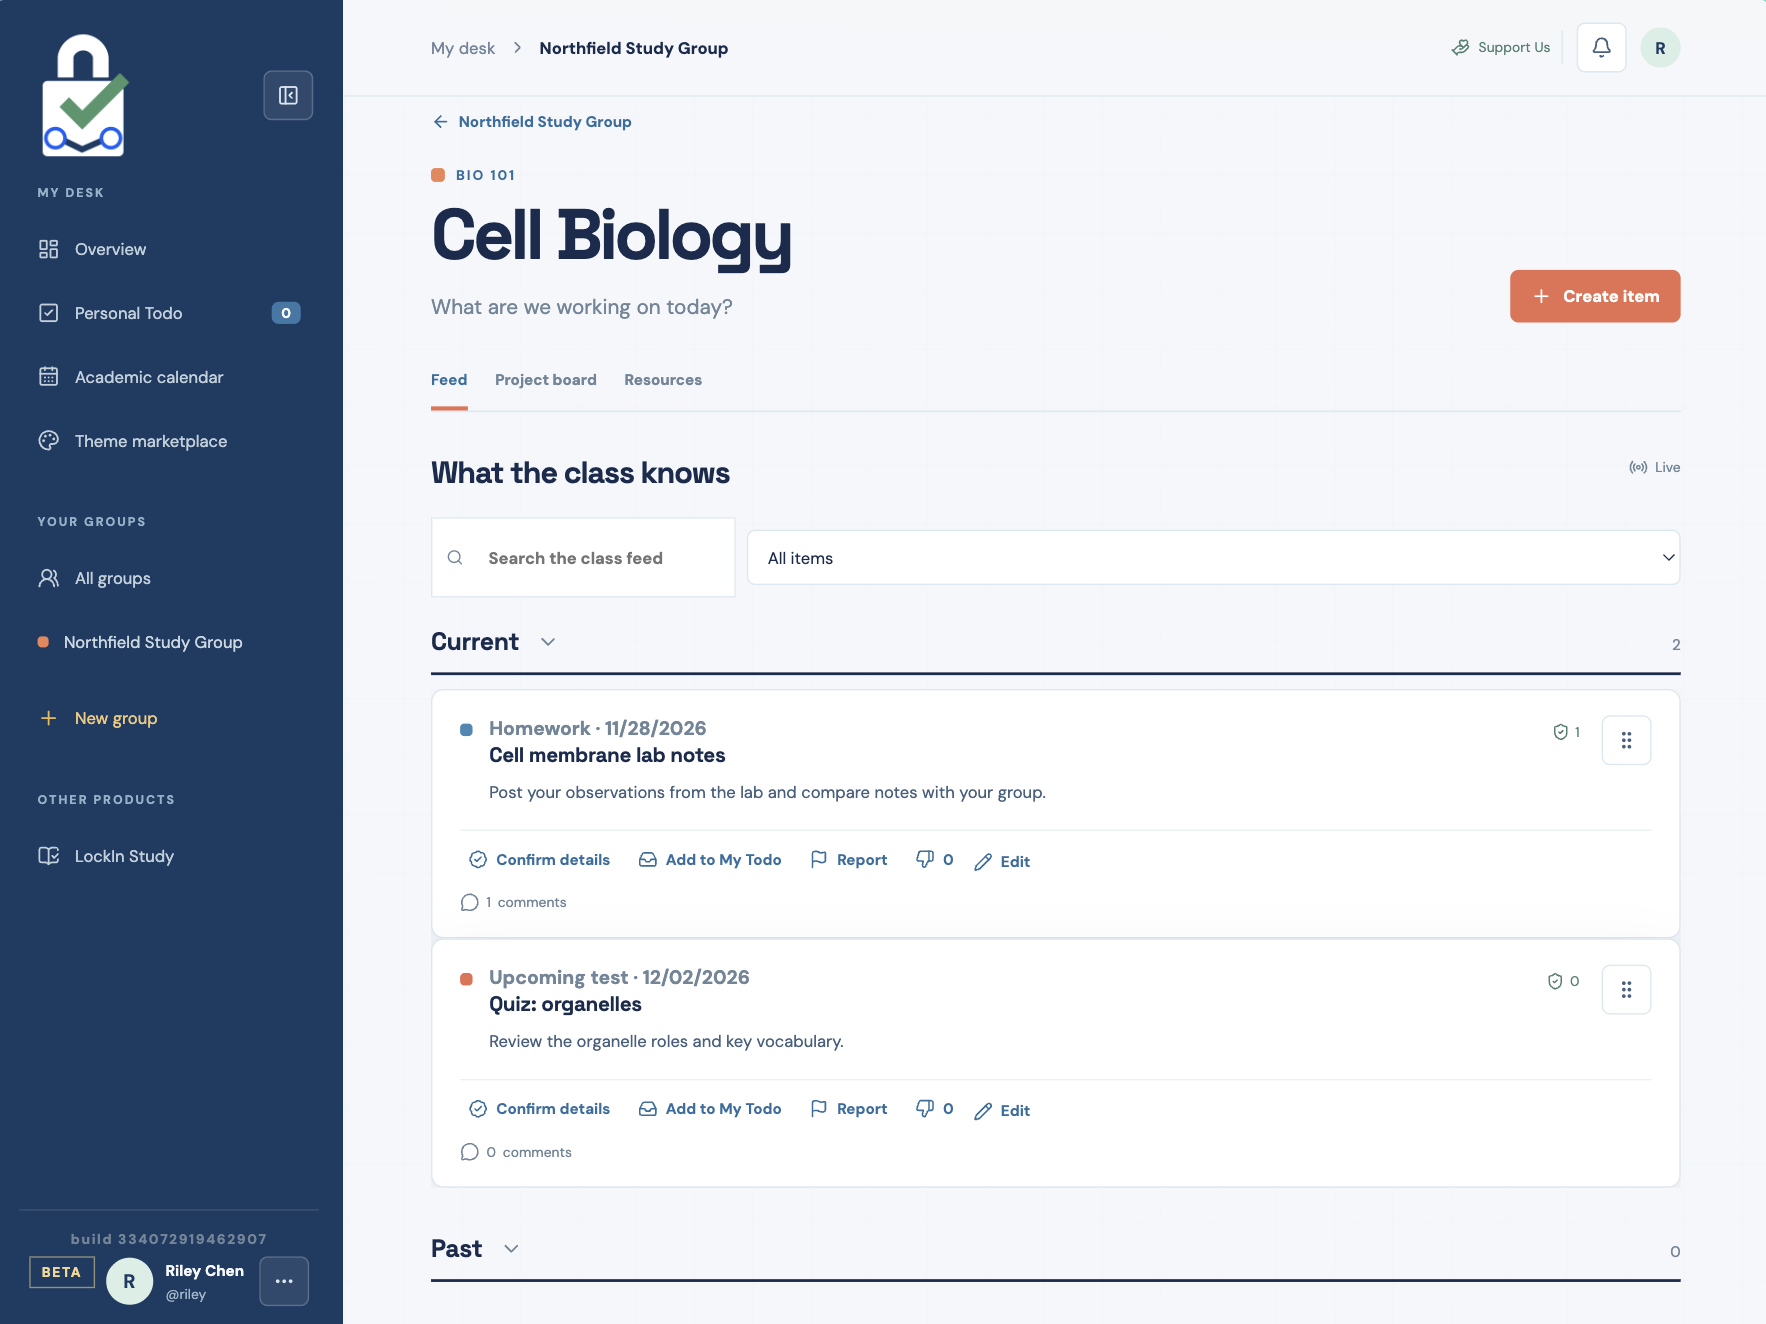 MY DESK
Overview
Personal Todo 0
Academic calendar
Theme marketplace
YOUR GROUPS
All groups
Northfield Study Group
New group
OTHER PRODUCTS
LockIn Study
build 334072919462907
BETA
R
Riley Chen
@riley
My desk > Northfield Study Group
Support Us
R
Northfield Study Group
BIO 101
Cell Biology
What are we working on today?
Create item
Feed Project board Resources
What the class knows
Live
Search the class feed
All items
Current 2
Homework · 11/28/2026
1
Cell membrane lab notes
Post your observations from the lab and compare notes with your group.
Confirm details Add to My Todo Report 0 Edit
1 comments
Upcoming test · 12/02/2026
0
Quiz: organelles
Review the organelle roles and key vocabulary.
Confirm details Add to My Todo Report 0 Edit
0 comments
Past 0